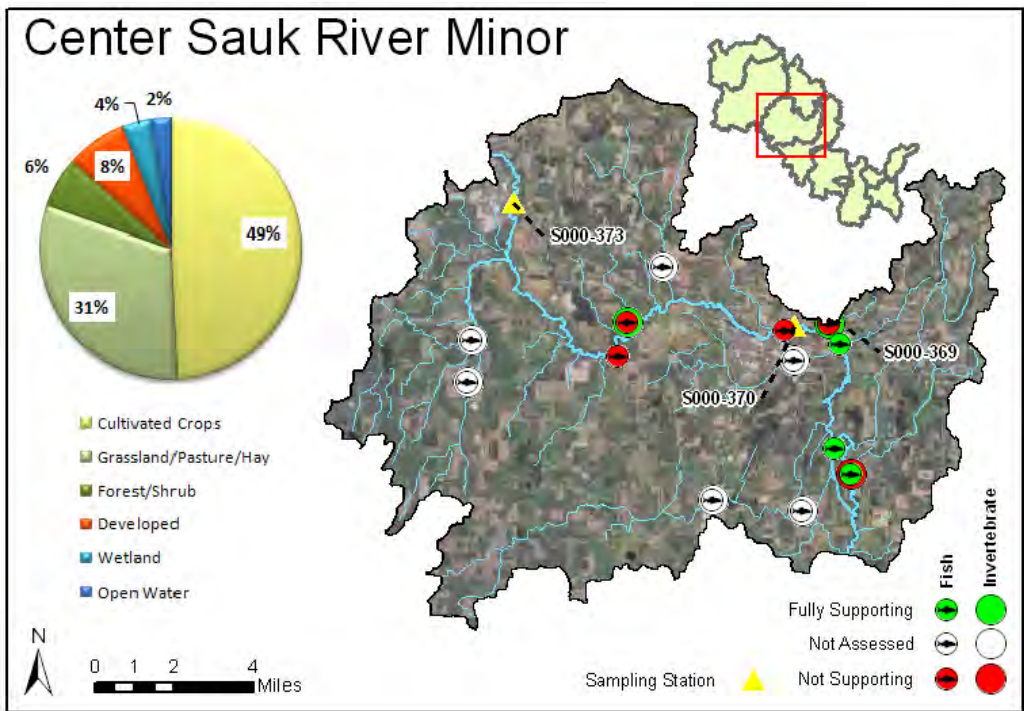 Center Sauk River Minor
4%
2%
6%
8%
49%
31%
S000-373
S000-369
S000-370
Cultivated Crops
Grassland/Pasture/Hay
Forest/Shrub
Developed
Wetland
Open Water
N
0 1 2 4
Miles
Fish
Invertebrate
Fully Supporting
Not Assessed
Sampling Station
Not Supporting